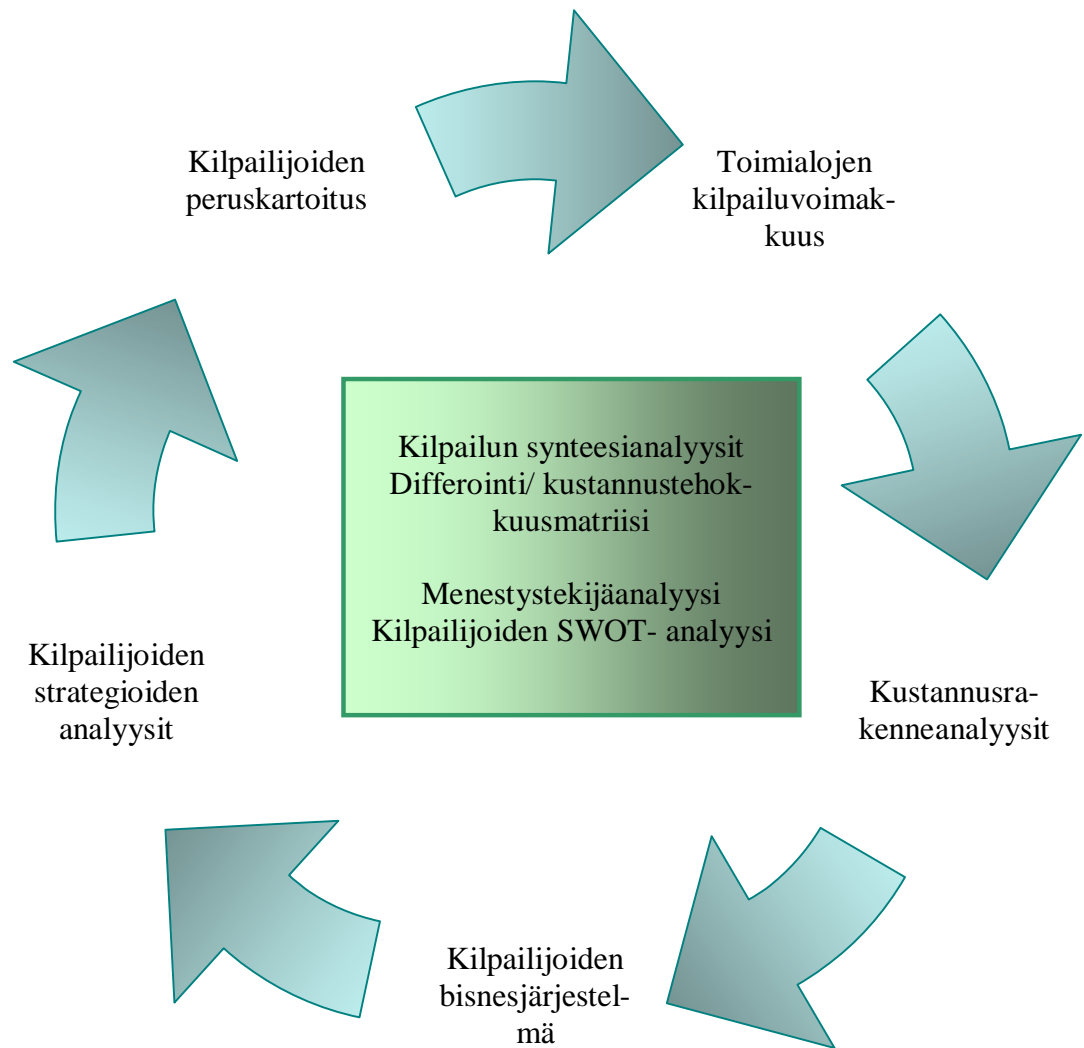 Kilpailijoiden
peruskartoitus
Toimialojen
kilpailuvoimak-
kuus
Kilpailun synteesianalyysit
Differointi/ kustannustehok-
kuusmatriisi
Menestystekijäanalyysi
Kilpailijoiden SWOT- analyysi
Kilpailijoiden
strategioiden
analyysit
Kustannusra-
kenneanalyysit
Kilpailijoiden
bisnesjärjestel-
mä